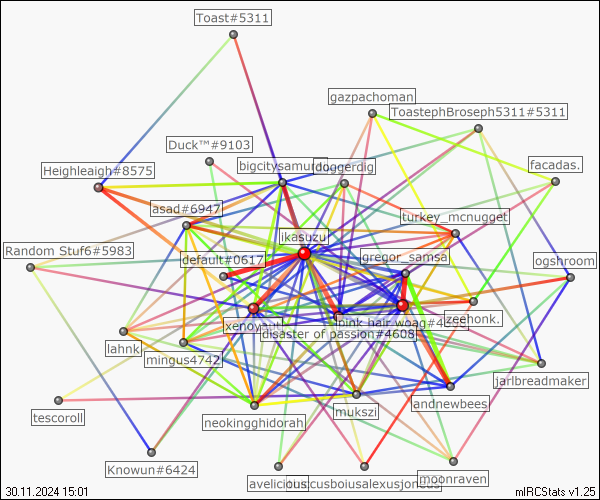 Toast#5311
gazpachoman
ToastephBroseph5311#5311
Duck™#9103
bigcitysamurai
doggerdig
facadas.
Heighleaigh#8575
asad#6947
turkey_mcnugget
ikasuzu
Random Stuf6#5983
default#0617
gregor_samsa
ogshroom
xenoyauti
pink hair woag#4
zeehonk.
disaster of passion#4608
lahnk
mingus4742
jarlbreadmaker
tescoroll
neokingghidorah
mukszi
andnewbees
Knowun#6424
avelicious
cusboiusalexusjon
moonraven
30.11.2024 15:01
mIRCStats v1.25